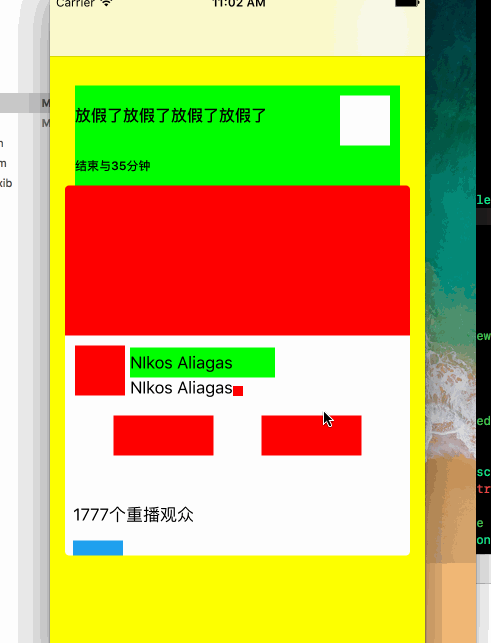 Carrier 11:02 AM
M
M
n
m
xib
放假了放假了放假了放假了
结束与35分钟
NIkos Aliagas
NIkos Aliagas
1777个重播观众
le
ew
ed
sc
tr
e
on